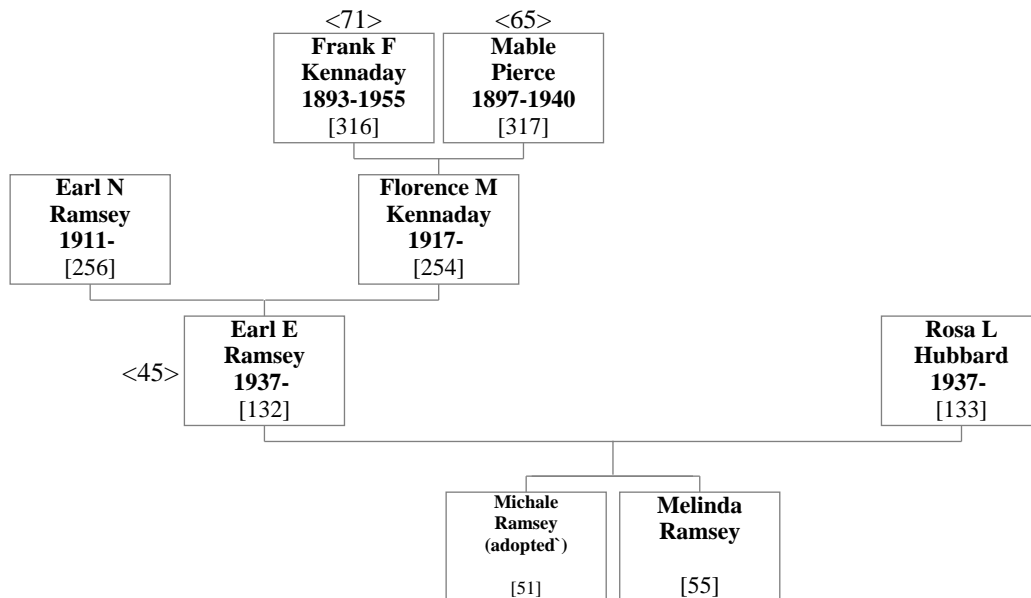 <71>
<65>
Frank F
Kennaday
1893-1955
[316]
Mable
Pierce
1897-1940
[317]
Earl N
Ramsey
1911-
[256]
Florence M
Kennaday
1917-
[254]
<45>
Earl E
Ramsey
1937-
[132]
Rosa L
Hubbard
1937-
[133]
Michale
Ramsey
(adopted`)
[51]
Melinda
Ramsey
[55]